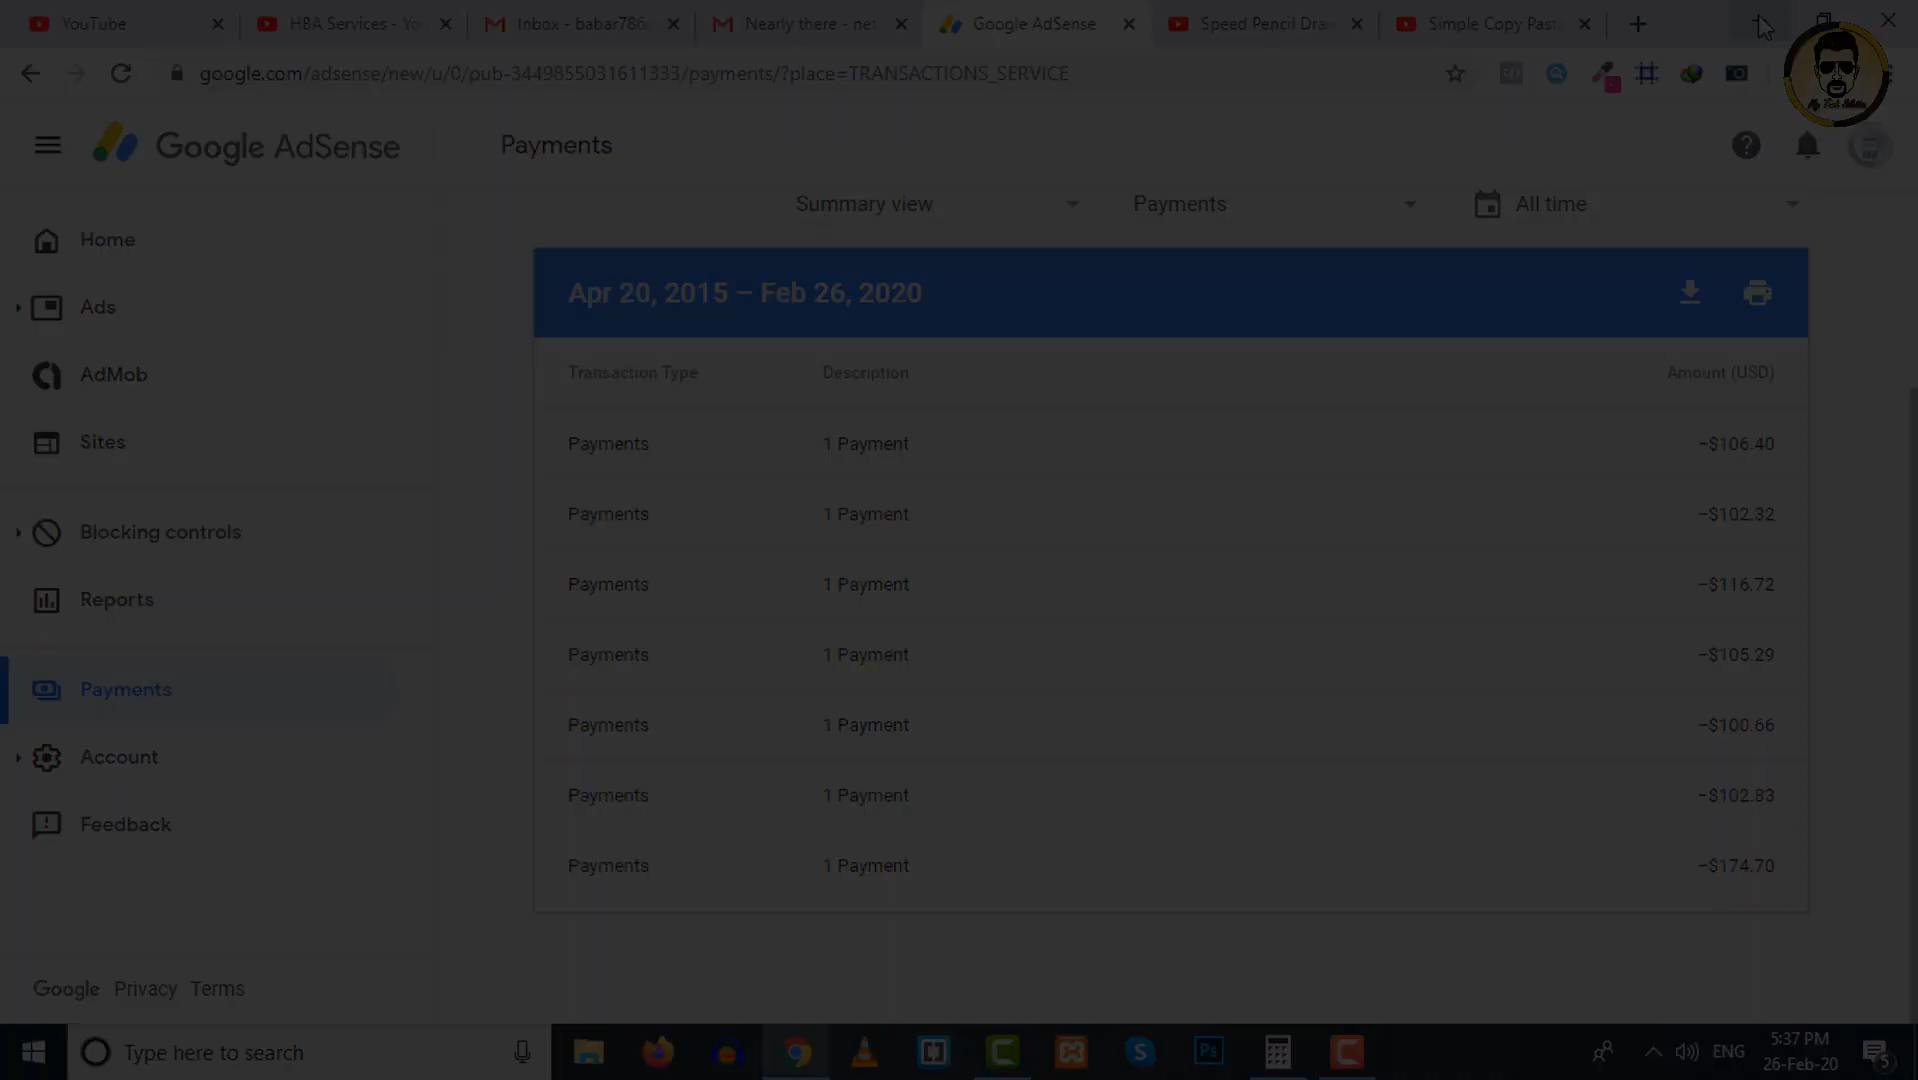 YouTube
HBA Services - Yo
Inbox - babar786
Nearly there - net
Google AdSense
Speed Pencil Dra
Simple Copy Past
google.com/adsense/new/u/0/pub-3449855031611333/payments/?place=TRANSACTIONS_SERVICE
Google AdSense
Payments
Summary view
Payments
All time
Home
Ads
AdMob
Sites
Blocking controls
Reports
Payments
Account
Feedback
Apr 20, 2015 – Feb 26, 2020
Transaction Type Description Amount (USD)
Payments 1 Payment −$106.40
Payments 1 Payment −$102.32
Payments 1 Payment −$116.72
Payments 1 Payment −$105.29
Payments 1 Payment −$100.66
Payments 1 Payment −$102.83
Payments 1 Payment −$174.70
Google Privacy Terms
Type here to search
Ps
ENG
5:37 PM
26-Feb-20
5